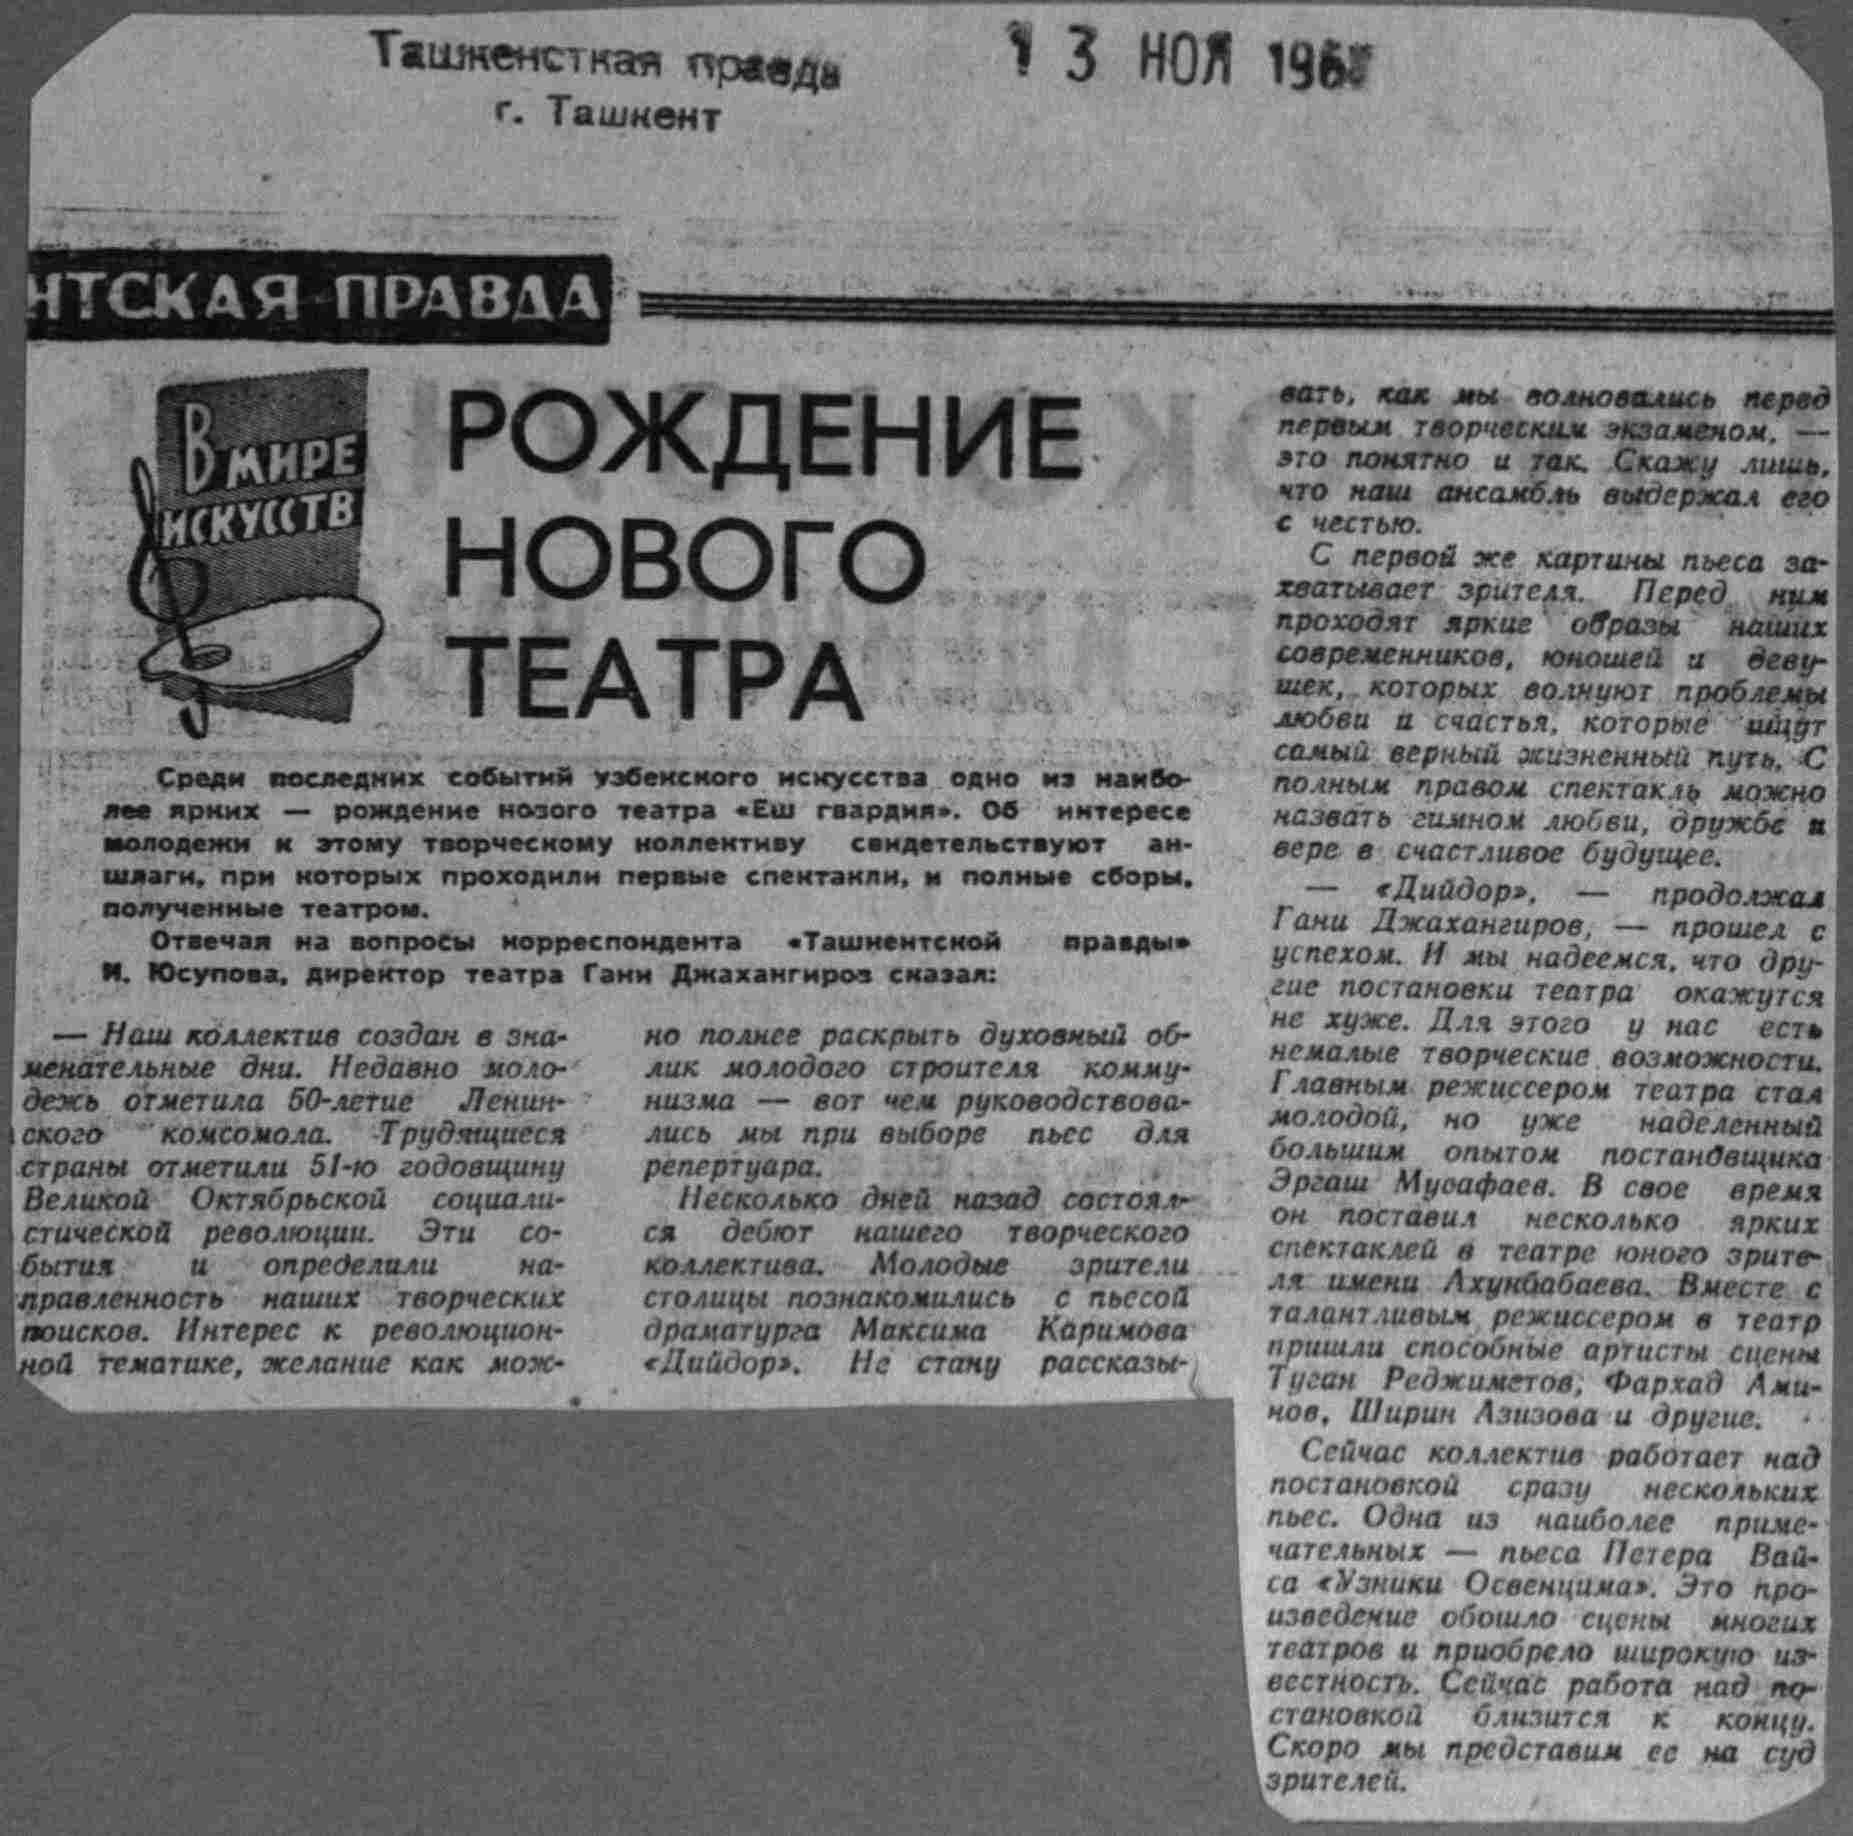 Ташкенсткая правда
г. Ташкент
13 НОЯ 196
НТСКАЯ ПРАВДА
В МИРЕ
ИСКУССТВ
РОЖДЕНИЕ
НОВОГО
ТЕАТРА
Среди последних событий узбекского искусства одно из наибо-
лее ярких — рождение нового театра «Еш гвардия». Об интересе
молодежи к этому творческому коллективу свидетельствуют ан-
шлаги, при которых проходили первые спектакли, и полные сборы,
полученные театром.
Отвечая на вопросы корреспондента «Ташкентской правды»
И. Юсупова, директор театра Гани Джахангиров сказал:
— Наш коллектив создан в зна-
менательные дни. Недавно моло-
дежь отметила 50-летие Ленин-
ского комсомола. Трудящиеся
страны отметили 51-ю годовщину
Великой Октябрьской социали-
стической революции. Эти со-
бытия и определили на-
правленность наших творческих
поисков. Интерес к революцион-
ной тематике, желание как мож-
но полнее раскрыть духовный об-
лик молодого строителя комму-
низма — вот чем руководствова-
лись мы при выборе пьес для
репертуара.
Несколько дней назад состоял-
ся дебют нашего творческого
коллектива. Молодые зрители
столицы познакомились с пьесой
драматурга Максима Каримова
«Дийдор». Не стану рассказы-
вать, как мы волновались перед
первым творческим экзаменом, —
это понятно и так. Скажу лишь,
что наш ансамбль выдержал его
с честью.
С первой же картины пьеса за-
хватывает зрителя. Перед ним
проходят яркие образы наших
современников, юношей и деву-
шек, которых волнуют проблемы
любви и счастья, которые ищут
самый верный жизненный путь. С
полным правом спектакль можно
назвать гимном любви, дружбе и
вере в счастливое будущее.
— «Дийдор», — продолжал
Гани Джахангиров, — прошел с
успехом. И мы надеемся, что дру-
гие постановки театра окажутся
не хуже. Для этого у нас есть
немалые творческие возможности.
Главным режиссером театра стал
молодой, но уже наделенный
большим опытом постановщика
Эргаш Мусафаев. В свое время
он поставил несколько ярких
спектаклей в театре юного зрите-
ля имени Ахунбабаева. Вместе с
талантливым режиссером в театр
пришли способные артисты сцены
Туган Реджиметов, Фархад Ами-
нов, Ширин Азизова и другие.
Сейчас коллектив работает над
постановкой сразу нескольких
пьес. Одна из наиболее приме-
чательных — пьеса Петера Вай-
са «Узники Освенцима». Это про-
изведение обошло сцены многих
театров и приобрело широкую из-
вестность. Сейчас работа над по-
становкой близится к концу.
Скоро мы представим ее на суд
зрителей.